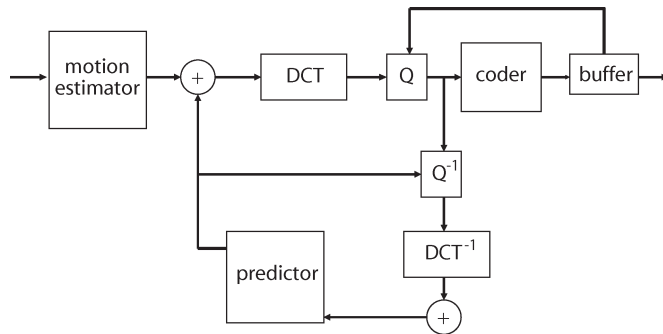 motion
estimator
+
DCT
Q
coder
buffer
Q-1
DCT-1
predictor
+